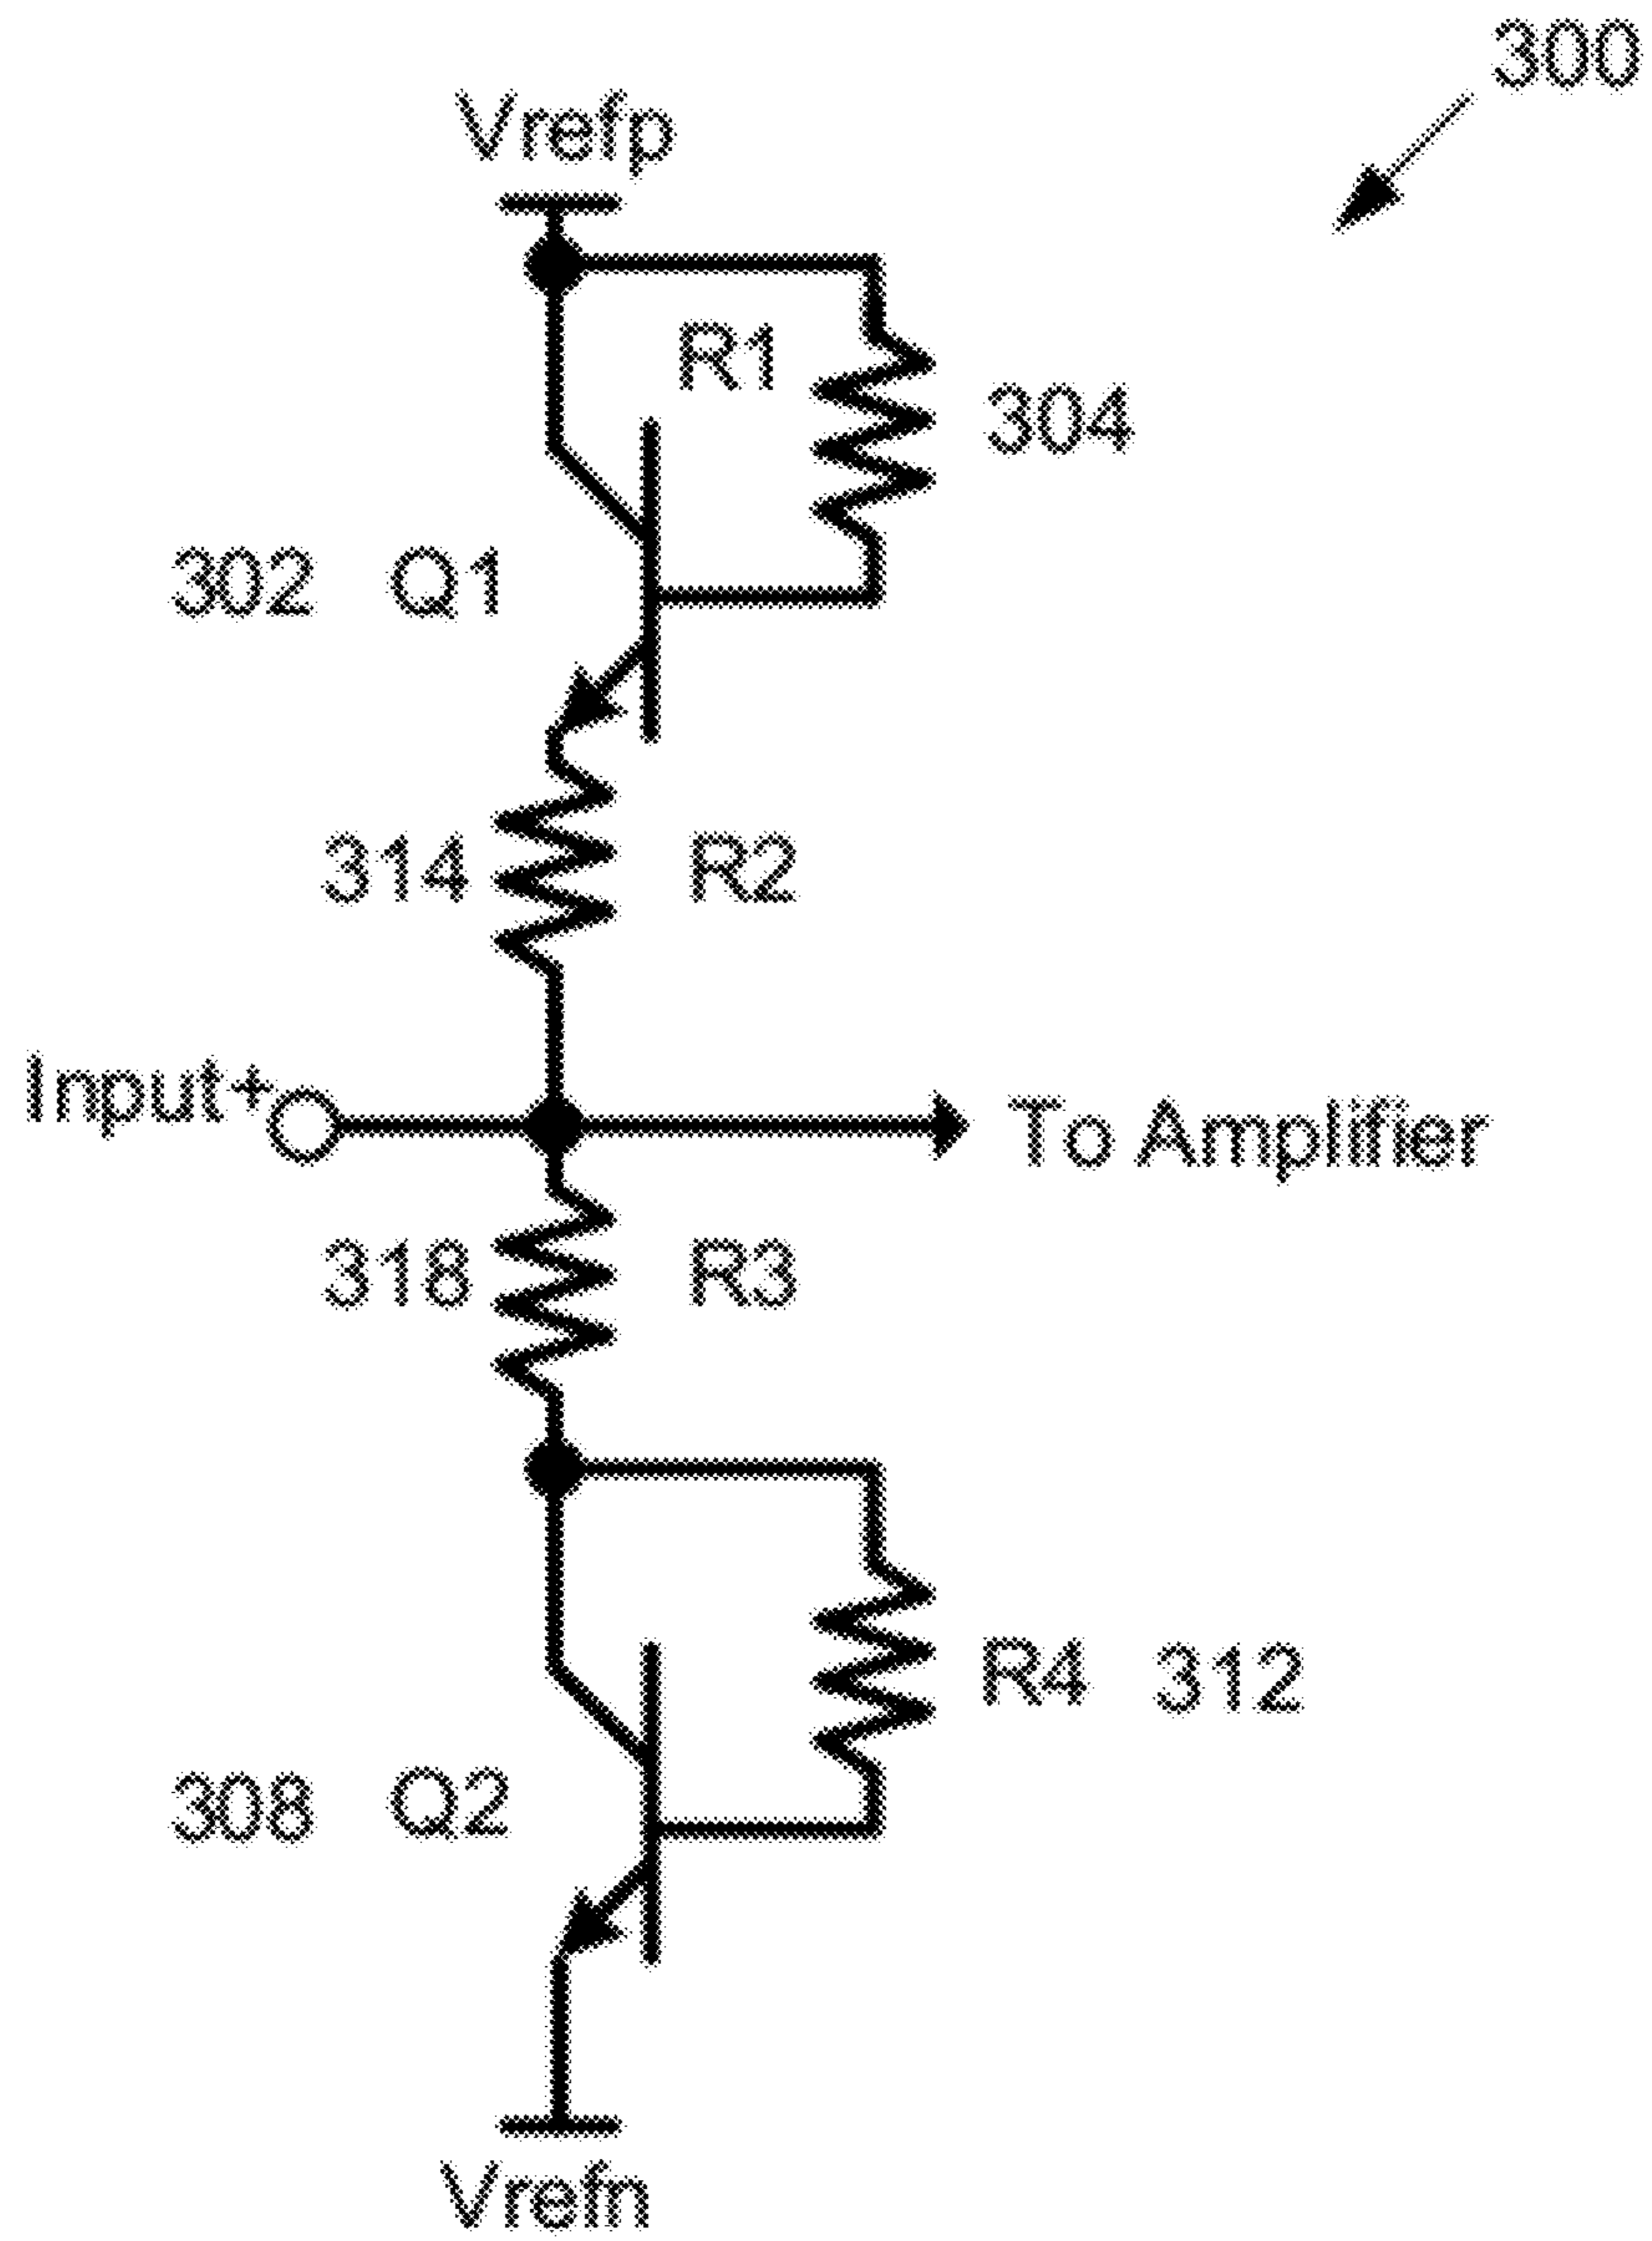 300
Vrefp
R1
304
302 Q1
314 R2
Input+
To Amplifier
318 R3
R4 312
308 Q2
Vrefn